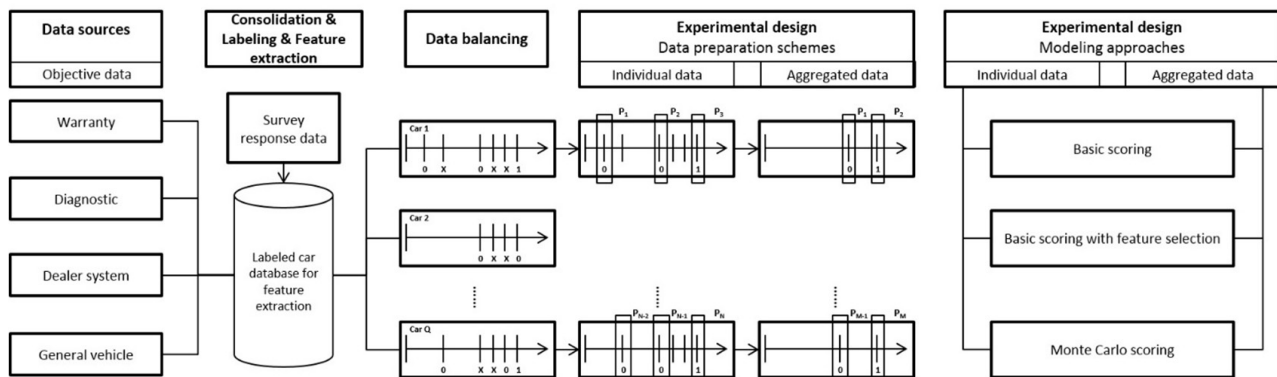 Data sources
Objective data
Consolidation &
Labeling & Feature
extraction
Data balancing
Experimental design
Data preparation schemes
Individual data
Aggregated data
Experimental design
Modeling approaches
Individual data
Aggregated data
Warranty
Diagnostic
Dealer system
General vehicle
Survey
response data
Labeled car
database for
feature
extraction
Car 1
0 X 0 X X 1
Car 2
0 X X 0
Car Q
0 X X 0 1
P1 P2 P3
0 0 1
P1 P2
0 1
PN-2 PN-1 PN
0 0 1
PM-1 PM
0 1
Basic scoring
Basic scoring with feature selection
Monte Carlo scoring